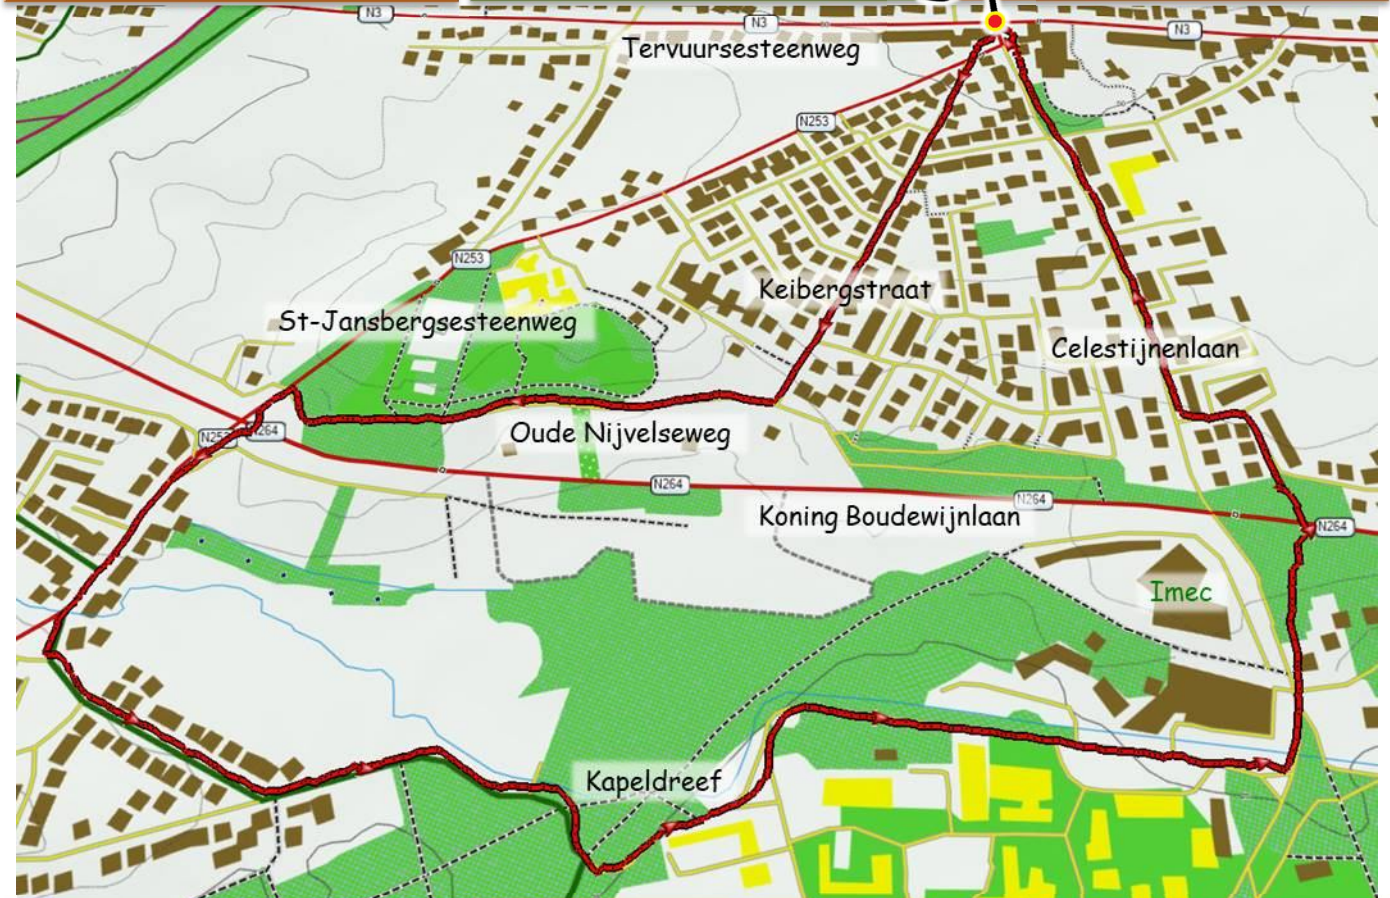 N3
N3
N3
Tervuursesteenweg
N253
N253
Keibergstraat
St-Jansbergsesteenweg
Celestijnenlaan
N264
Oude Nijvelseweg
N264
N264
Koning Boudewijnlaan
N264
Imec
Kapeldreef